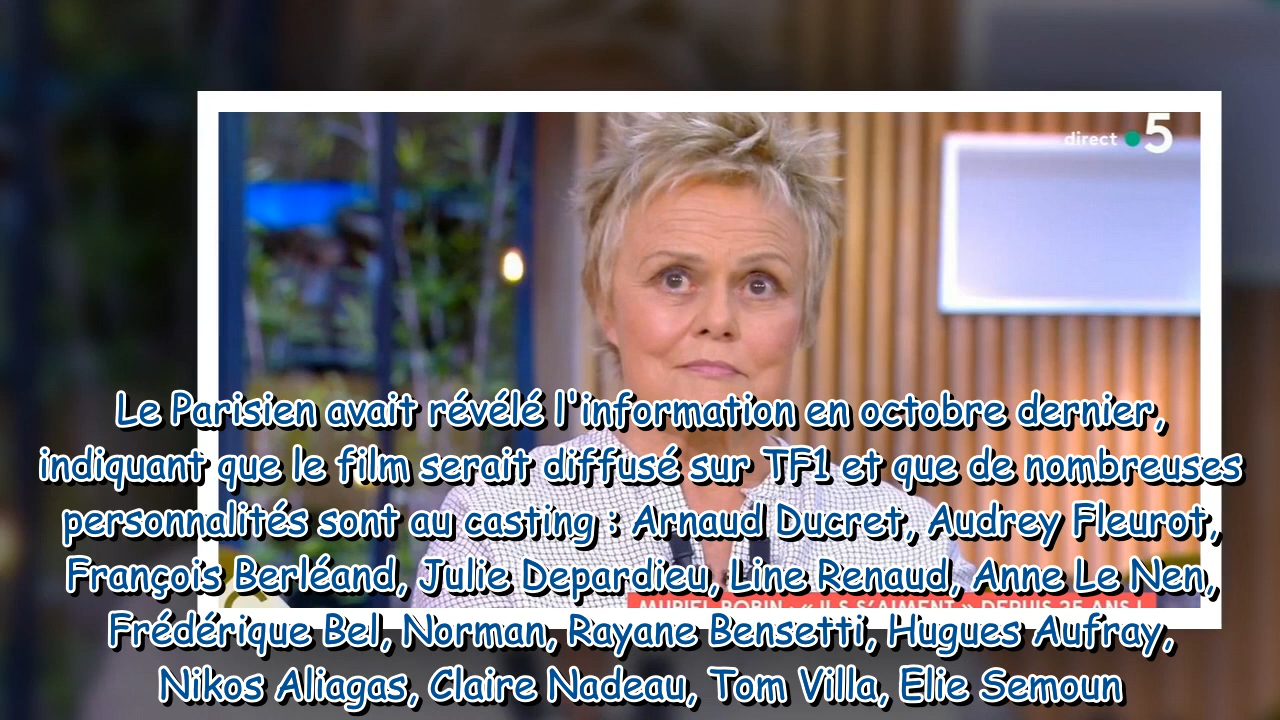 direct 5
Le Parisien avait révélé l'information en octobre dernier,
indiquant que le film serait diffusé sur TF1 et que de nombreuses
personnalités sont au casting : Arnaud Ducret, Audrey Fleurot,
François Berléand, Julie Depardieu, Line Renaud, Anne Le Nen,
MURIEL ROBIN : « ILS S'AIMENT » DEPUIS 25 ANS !
Frédérique Bel, Norman, Rayane Bensetti, Hugues Aufray,
Nikos Aliagas, Claire Nadeau, Tom Villa, Elie Semoun